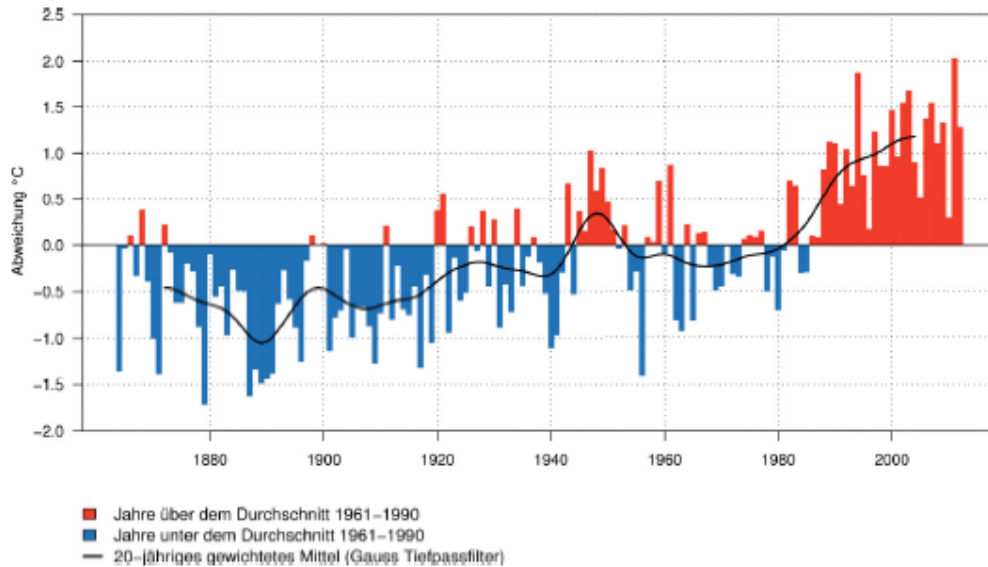 2.5
2.0
1.5
1.0
0.5
0.0
−0.5
−1.0
−1.5
−2.0
Abweichung °C
1880 1900 1920 1940 1960 1980 2000
Jahre über dem Durchschnitt 1961−1990
Jahre unter dem Durchschnitt 1961−1990
20−jähriges gewichtetes Mittel (Gauss Tiefpassfilter)